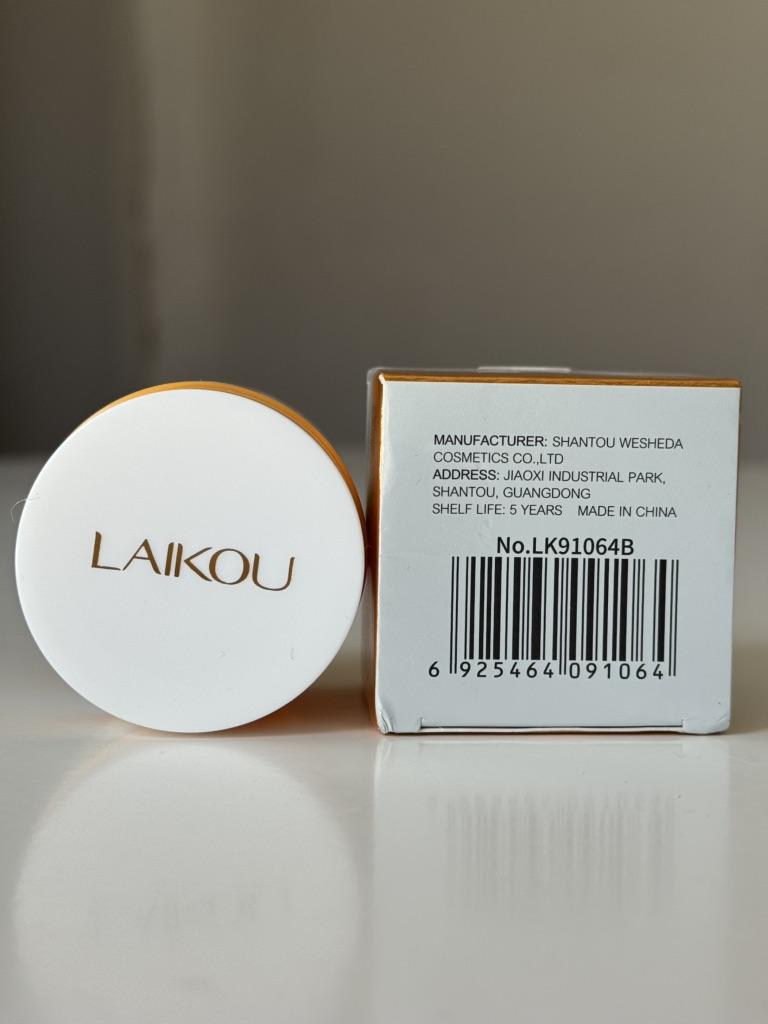 LAIKOU
MANUFACTURER: SHANTOU WESHEDA
COSMETICS CO.,LTD
ADDRESS: JIAOXI INDUSTRIAL PARK,
SHANTOU, GUANGDONG
SHELF LIFE: 5 YEARS MADE IN CHINA
No.LK91064B
6 925464 091064